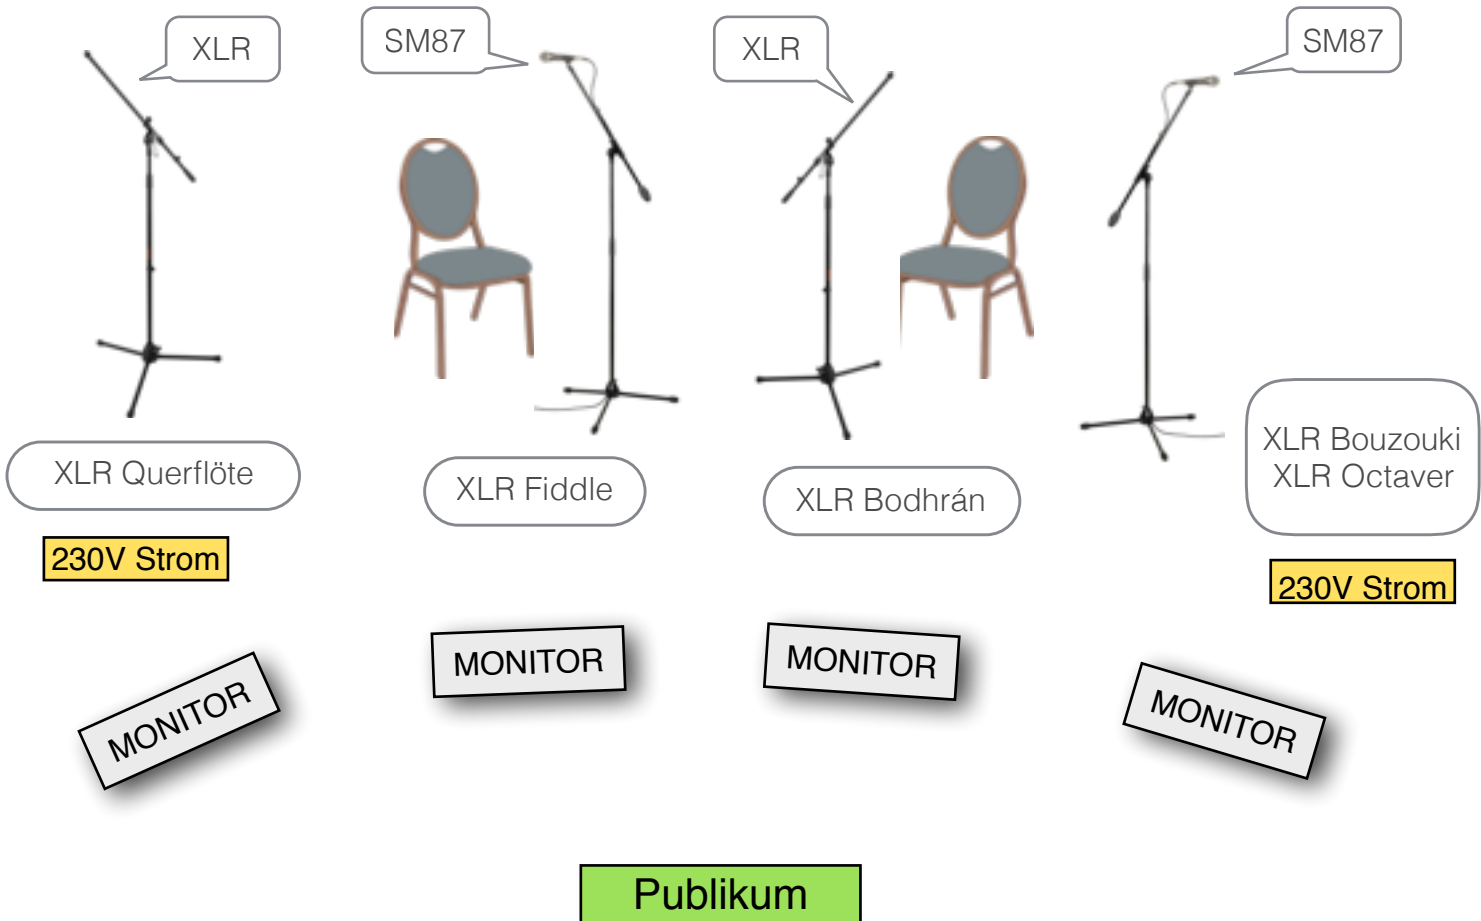 XLR
SM87
XLR
SM87
XLR Querflöte
XLR Fiddle
XLR Bodhrán
XLR Bouzouki
XLR Octaver
230V Strom
230V Strom
MONITOR
MONITOR
MONITOR
MONITOR
Publikum